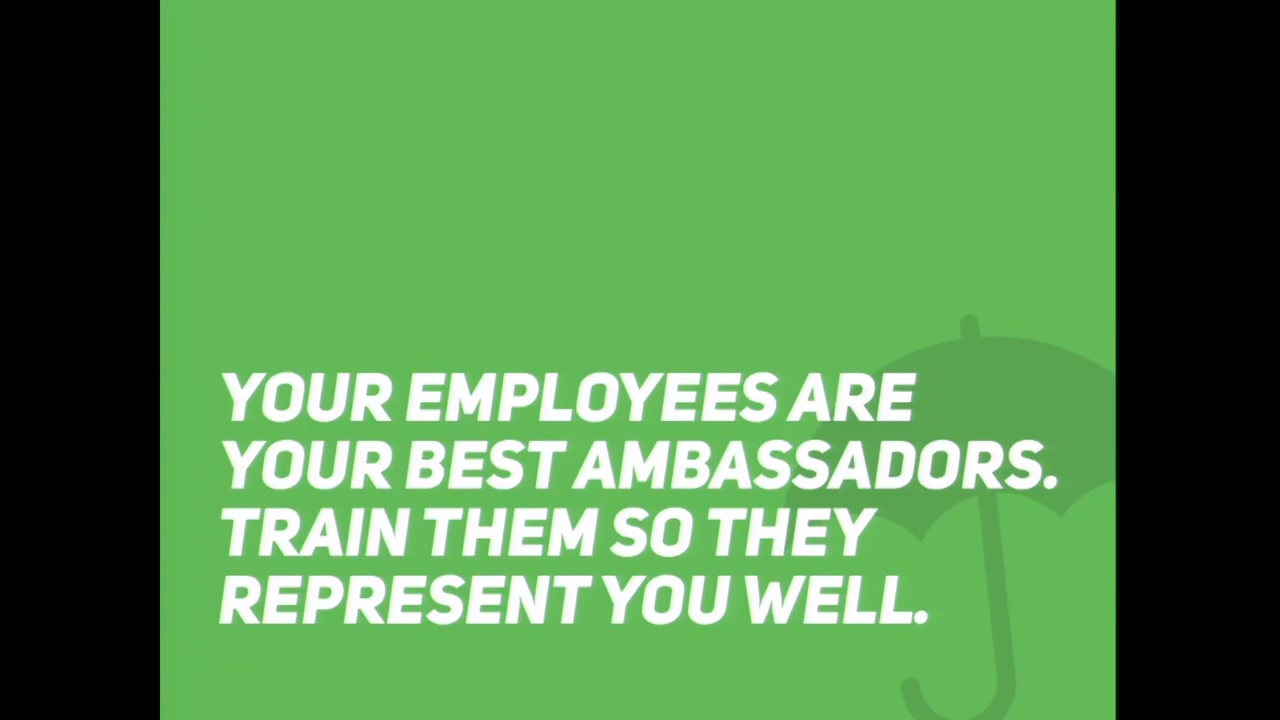 YOUR EMPLOYEES ARE
YOUR BEST AMBASSADORS.
TRAIN THEM SO THEY
REPRESENT YOU WELL.